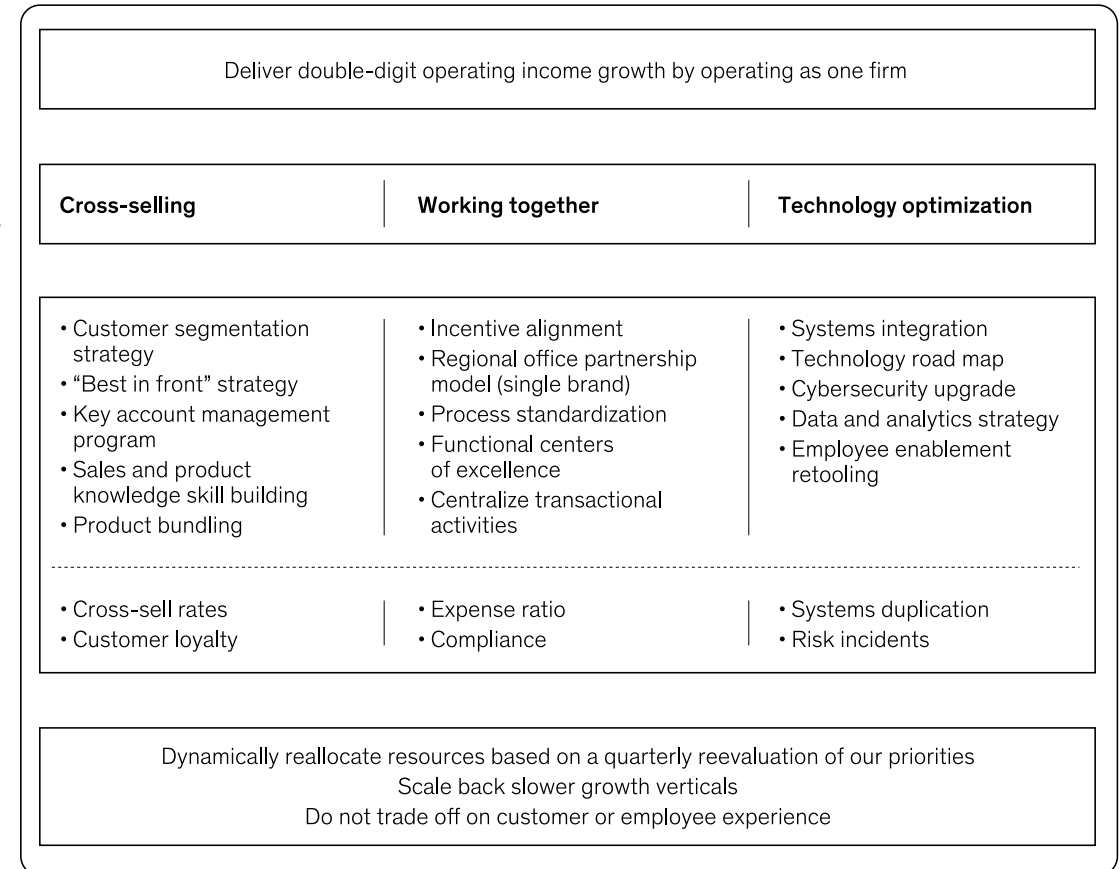 Deliver double-digit operating income growth by operating as one firm
Cross-selling
Working together
Technology optimization
• Customer segmentation
strategy
• “Best in front” strategy
• Key account management
program
• Sales and product
knowledge skill building
• Product bundling
• Incentive alignment
• Regional office partnership
model (single brand)
• Process standardization
• Functional centers
of excellence
• Centralize transactional
activities
• Systems integration
• Technology road map
• Cybersecurity upgrade
• Data and analytics strategy
• Employee enablement
retooling
• Cross-sell rates
• Customer loyalty
• Expense ratio
• Compliance
• Systems duplication
• Risk incidents
Dynamically reallocate resources based on a quarterly reevaluation of our priorities
Scale back slower growth verticals
Do not trade off on customer or employee experience